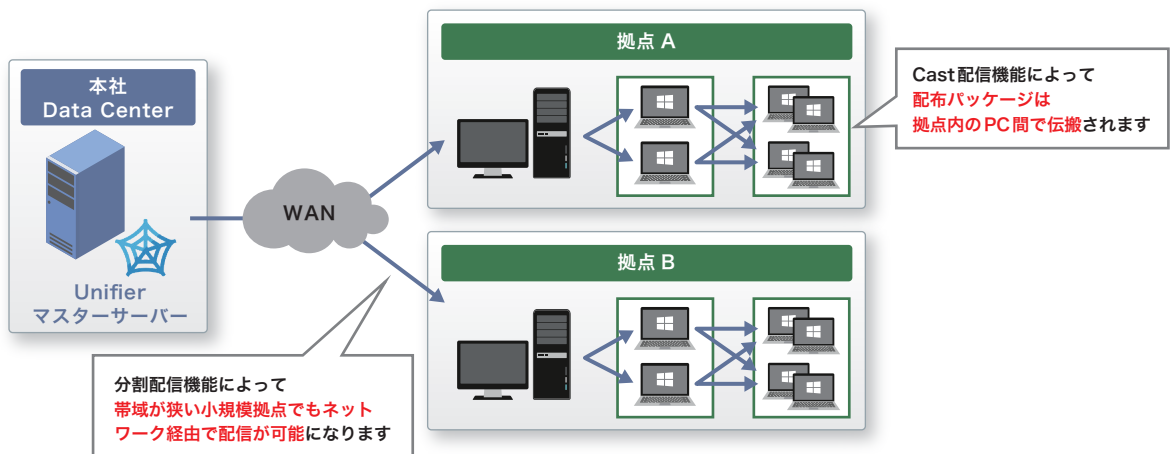 本社
Data Center
Unifier
マスターサーバー
WAN
拠点 A
Cast配信機能によって
配布パッケージは
拠点内のPC間で伝搬されます
拠点 B
分割配信機能によって
帯域が狭い小規模拠点でもネット
ワーク経由で配信が可能になります